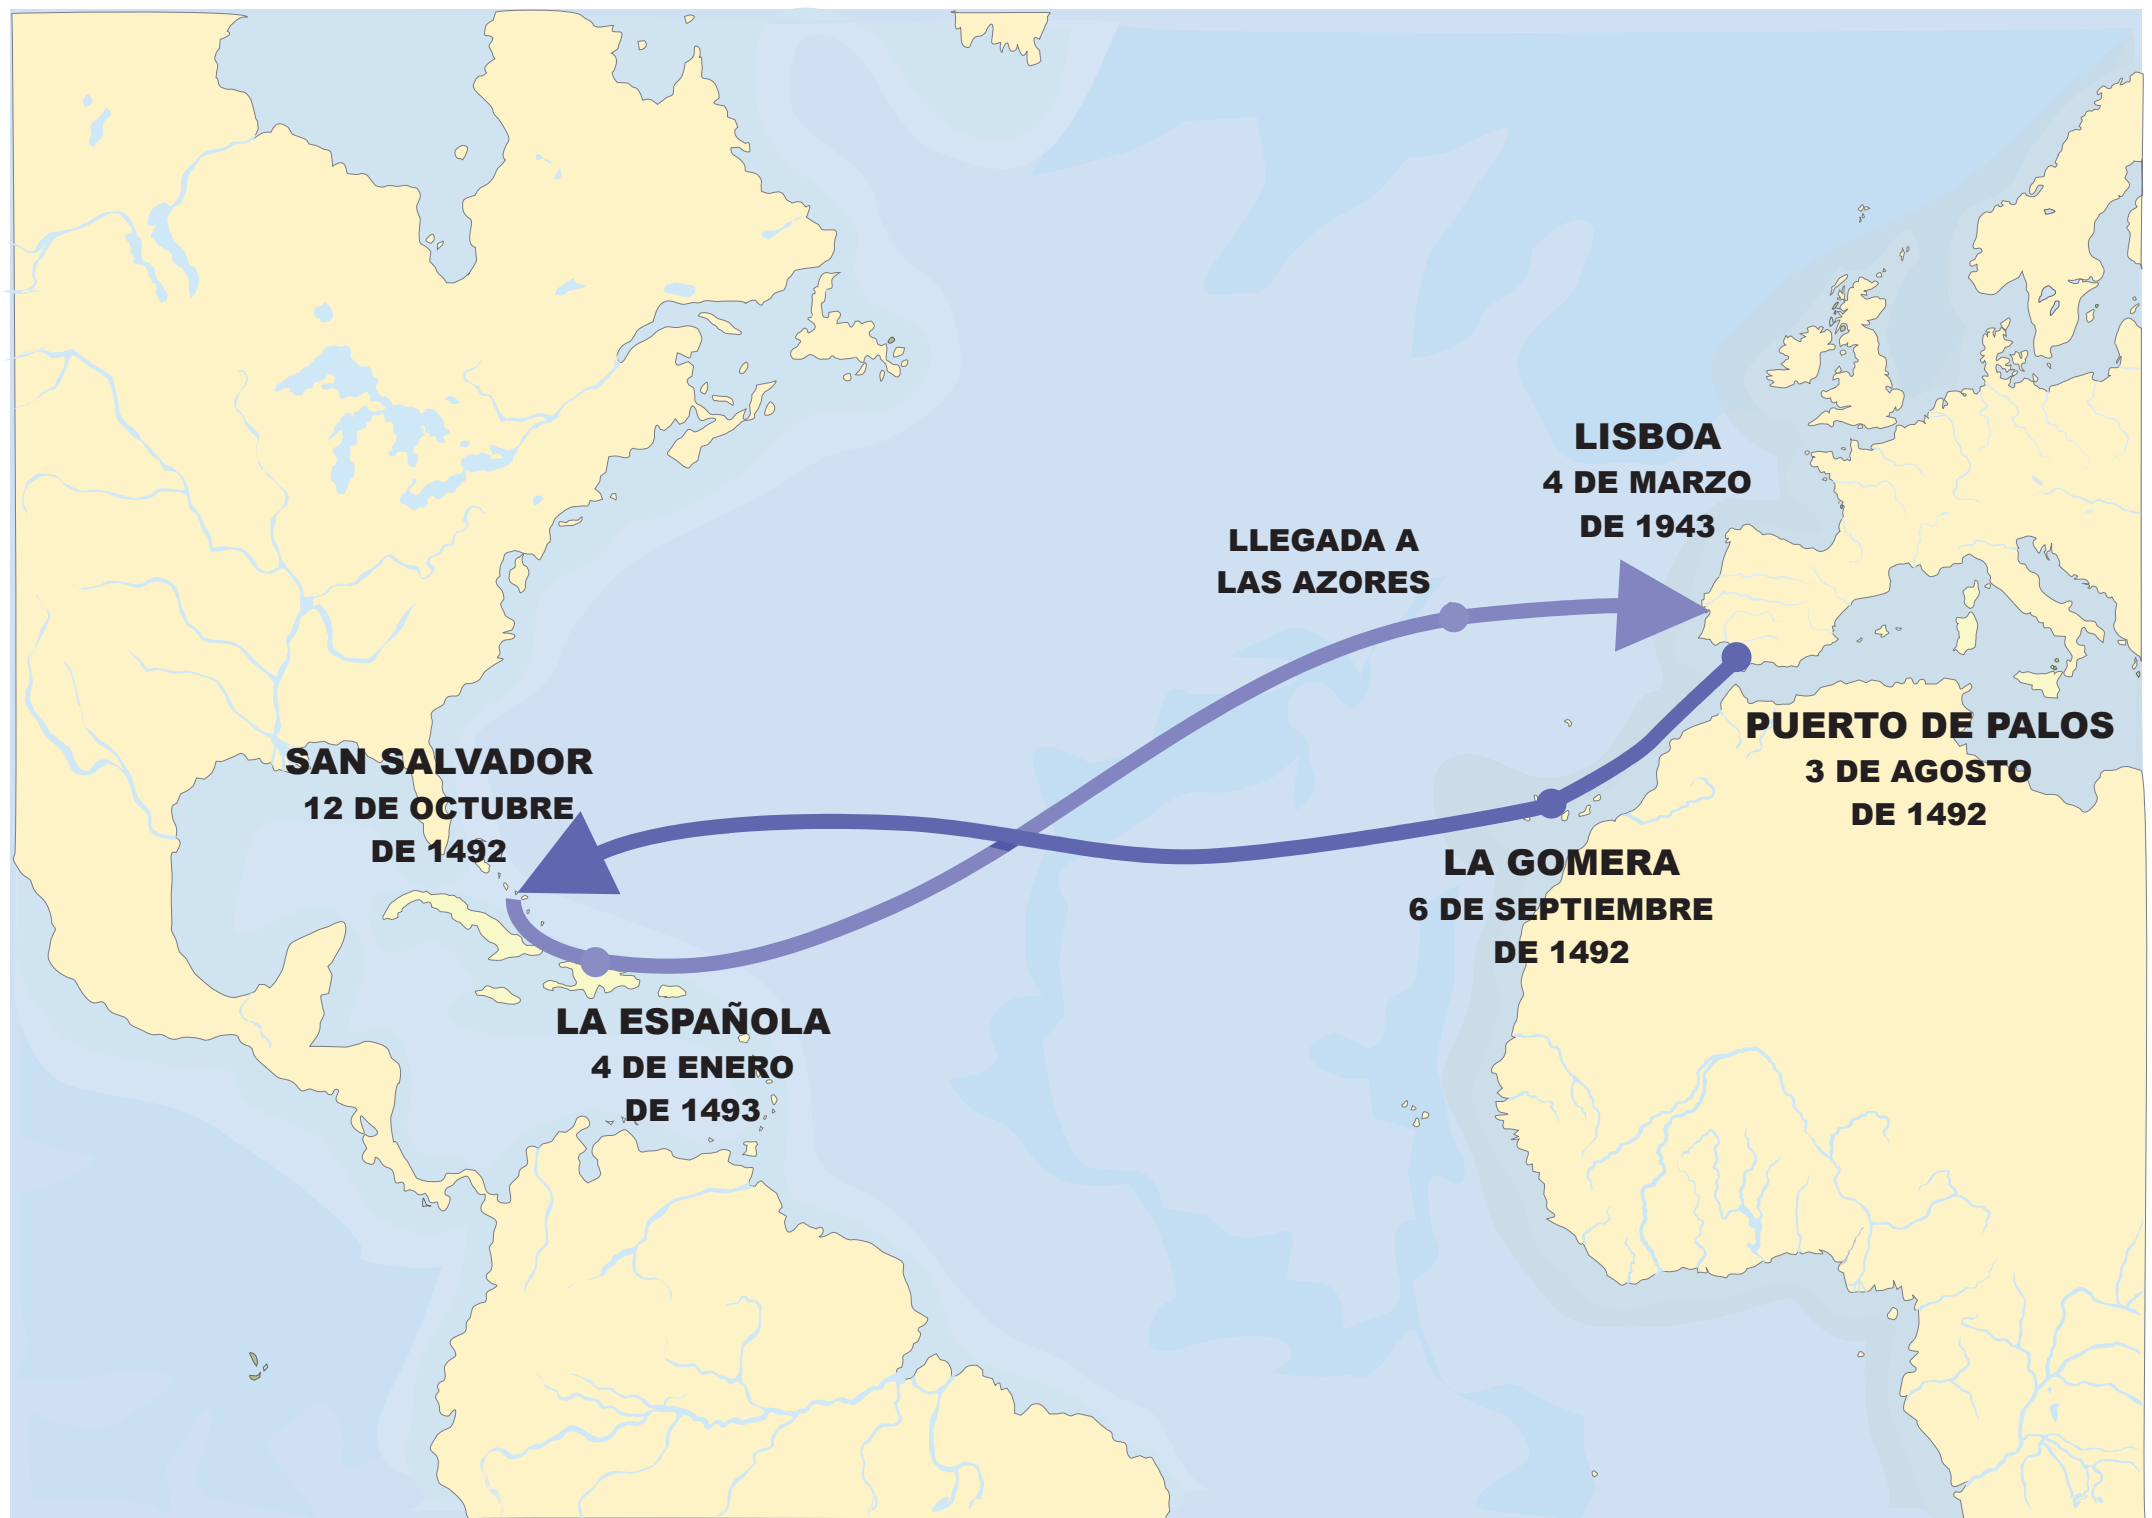 LISBOA
4 DE MARZO
DE 1943
LLEGADA A
LAS AZORES
PUERTO DE PALOS
3 DE AGOSTO
DE 1492
SAN SALVADOR
12 DE OCTUBRE
DE 1492
LA GOMERA
6 DE SEPTIEMBRE
DE 1492
LA ESPAÑOLA
4 DE ENERO
DE 1493